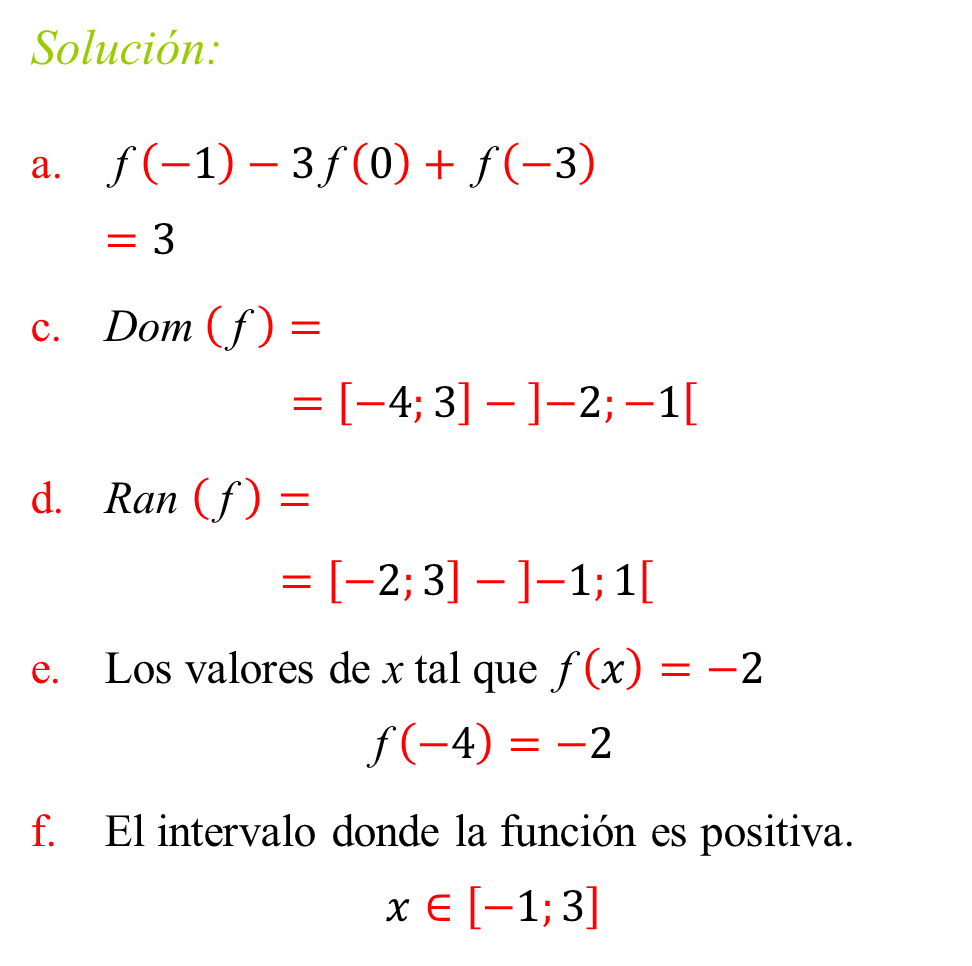 Solución:
a. f(−1) − 3f(0) + f(−3)
= 3
c. Dom (f) =
= [−4; 3] − ]−2; −1[
d. Ran (f) =
= [−2; 3] − ]−1; 1[
e. Los valores de x tal que f(x) = −2
f(−4) = −2
f. El intervalo donde la función es positiva.
x ∈ [−1; 3]